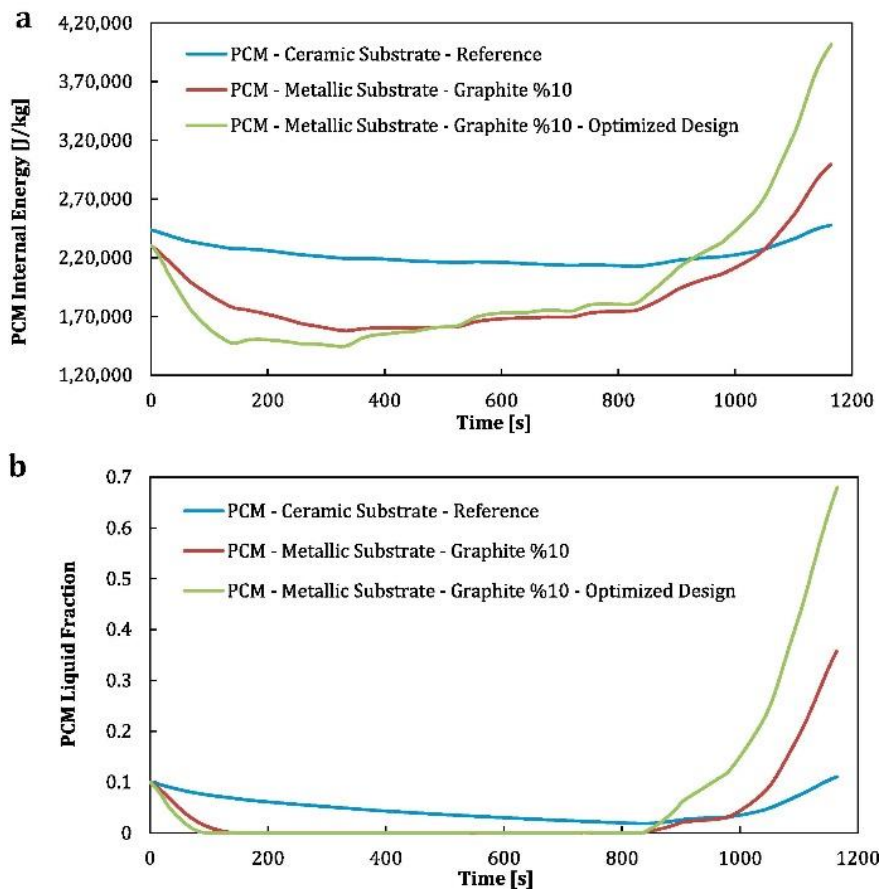 a
4,20,000
3,70,000
3,20,000
2,70,000
2,20,000
1,70,000
1,20,000
PCM Internal Energy [J/kg]
PCM - Ceramic Substrate - Reference
PCM - Metallic Substrate - Graphite %10
PCM - Metallic Substrate - Graphite %10 - Optimized Design
0 200 400 600 800 1000 1200
Time [s]
b
0.7
0.6
0.5
0.4
0.3
0.2
0.1
0
PCM Liquid Fraction
PCM - Ceramic Substrate - Reference
PCM - Metallic Substrate - Graphite %10
PCM - Metallic Substrate - Graphite %10 - Optimized Design
0 200 400 600 800 1000 1200
Time [s]